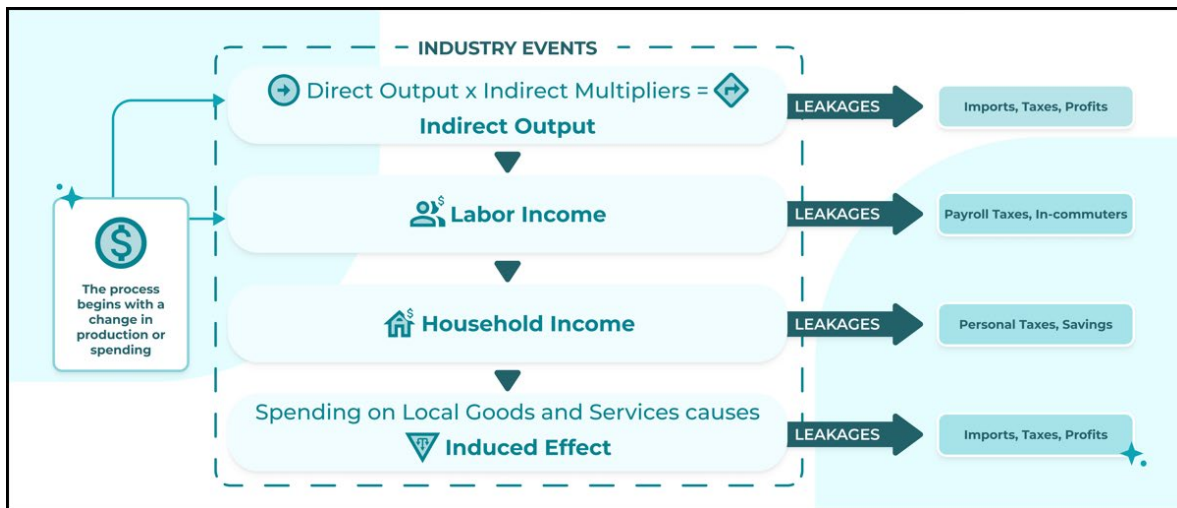 INDUSTRY EVENTS
Direct Output x Indirect Multipliers =
Indirect Output
LEAKAGES
Imports, Taxes, Profits
$
The process
begins with a
change in
production or
spending
$
Labor Income
LEAKAGES
Payroll Taxes, In-commuters
$
Household Income
LEAKAGES
Personal Taxes, Savings
Spending on Local Goods and Services causes
Induced Effect
LEAKAGES
Imports, Taxes, Profits